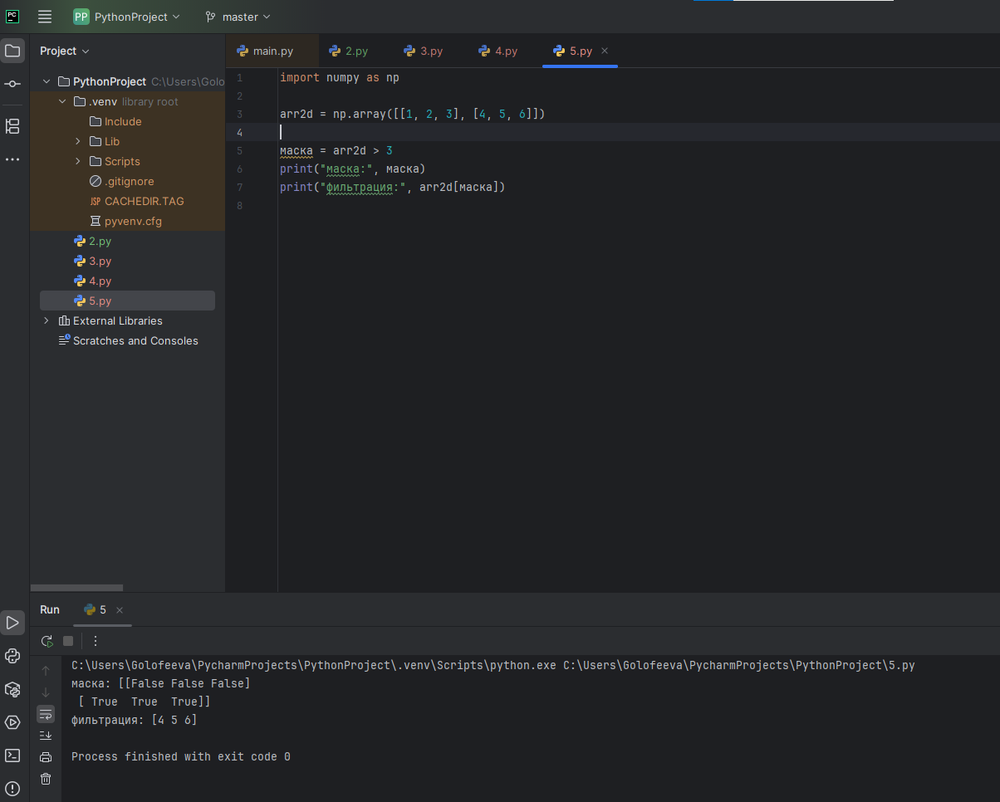 PC
PP PythonProject master
Project
main.py 2.py 3.py 4.py 5.py
PythonProject C:\Users\Golo
.venv library root
Include
Lib
Scripts
.gitignore
JSP CACHEDIR.TAG
pyvenv.cfg
2.py
3.py
4.py
5.py
External Libraries
Scratches and Consoles
1 import numpy as np
2
3 arr2d = np.array([[1, 2, 3], [4, 5, 6]])
4
5 маска = arr2d > 3
6 print("маска:", маска)
7 print("фильтрация:", arr2d[маска])
8
Run 5
C:\Users\Golofeeva\PycharmProjects\PythonProject\.venv\Scripts\python.exe C:\Users\Golofeeva\PycharmProjects\PythonProject\5.py
маска: [[False False False]
 [ True  True  True]]
фильтрация: [4 5 6]
Process finished with exit code 0